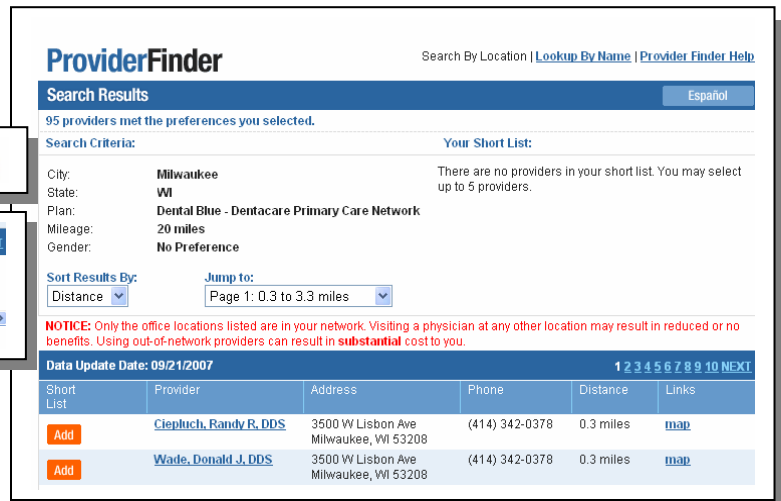 ProviderFinder
Search By Location | Lookup By Name | Provider Finder Help
Search Results
Español
95 providers met the preferences you selected.
Search Criteria:
Your Short List:
City: Milwaukee
State: WI
Plan: Dental Blue - Dentacare Primary Care Network
Mileage: 20 miles
Gender: No Preference
There are no providers in your short list. You may select
up to 5 providers.
Sort Results By:
Jump to:
Distance
Page 1: 0.3 to 3.3 miles
NOTICE: Only the office locations listed are in your network. Visiting a physician at any other location may result in reduced or no
benefits. Using out-of-network providers can result in substantial cost to you.
Data Update Date: 09/21/2007
1 2 3 4 5 6 7 8 9 10 NEXT
Short List Provider Address Phone Distance Links
Add Ciepluch, Randy R, DDS 3500 W Lisbon Ave (414) 342-0378 0.3 miles map
Milwaukee, WI 53208
Add Wade, Donald J, DDS 3500 W Lisbon Ave (414) 342-0378 0.3 miles map
Milwaukee, WI 53208